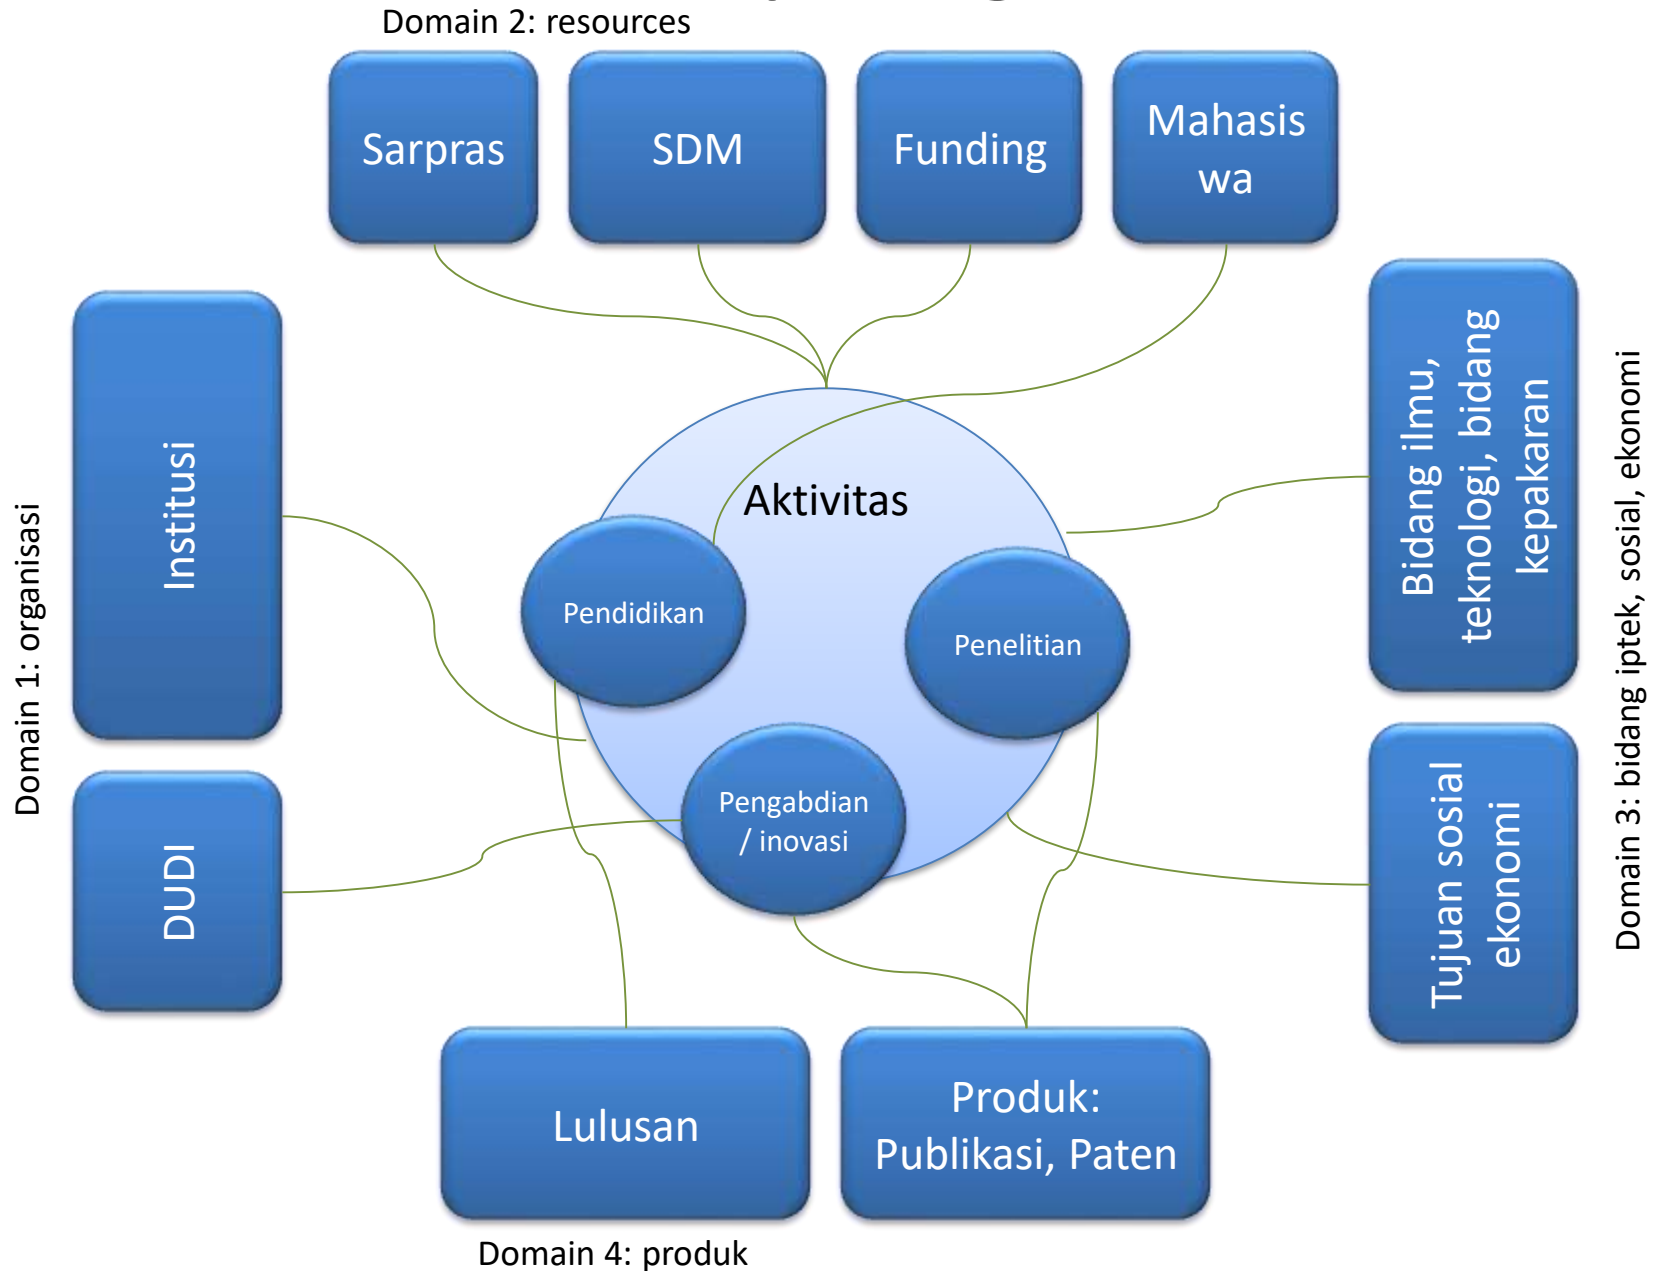 Domain 2: resources
Sarpras
SDM
Funding
Mahasis
wa
Domain 1: organisasi
Institusi
DUDI
Aktivitas
Pendidikan
Penelitian
Pengabdian
/ inovasi
Bidang ilmu,
teknologi, bidang
kepakaran
Tujuan sosial
ekonomi
Domain 3: bidang iptek, sosial, ekonomi
Lulusan
Produk:
Publikasi, Paten
Domain 4: produk